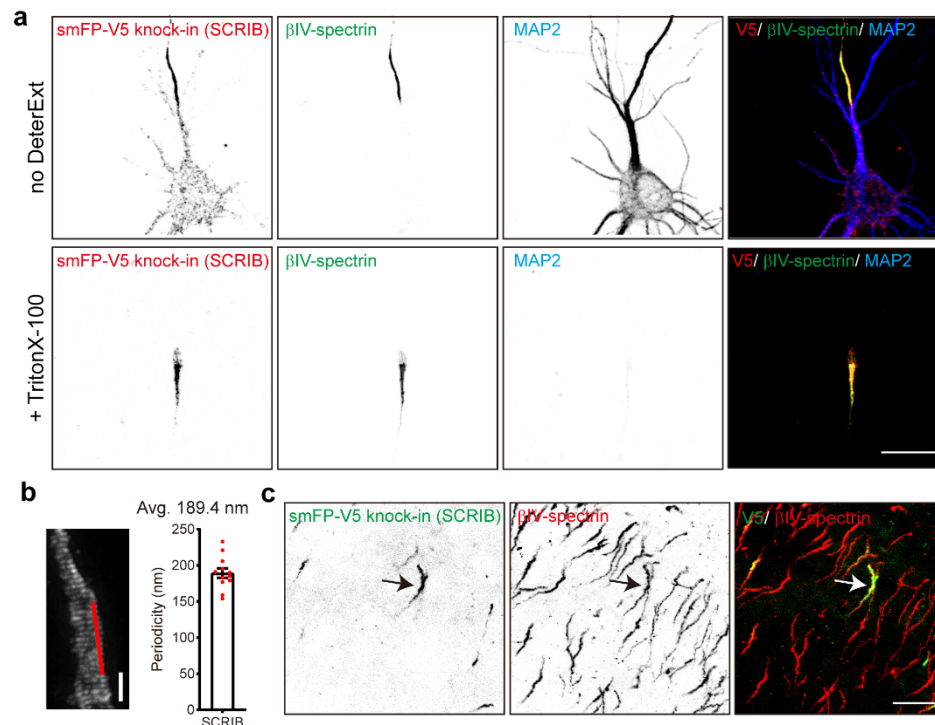 a
smFP-V5 knock-in (SCRIB)
βIV-spectrin
MAP2
V5/ βIV-spectrin/ MAP2
no DeterExt
smFP-V5 knock-in (SCRIB)
βIV-spectrin
MAP2
V5/ βIV-spectrin/ MAP2
+ TritonX-100
b
Avg. 189.4 nm
Periodicity (nm)
250
200
150
100
50
0
SCRIB
c
smFP-V5 knock-in (SCRIB)
βIV-spectrin
V5/ βIV-spectrin